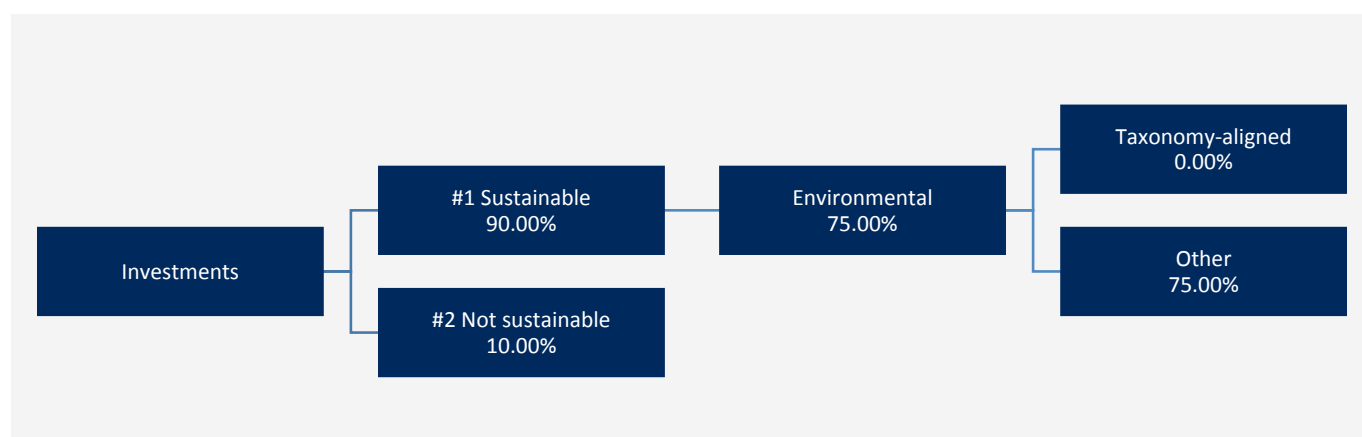 Investments
#1 Sustainable
90.00%
#2 Not sustainable
10.00%
Environmental
75.00%
Taxonomy-aligned
0.00%
Other
75.00%